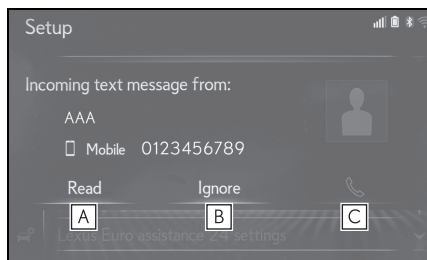 Setup
Incoming text message from:
AAA
Mobile 0123456789
Read Ignore
A B C
Lexus Euro assistance 24 settings